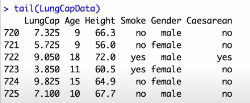 > tail(LungCapData)
LungCap Age Height Smoke Gender Caesarean
720 7.325 9 66.3 no male no
721 5.725 9 56.0 no female no
722 9.050 18 72.0 yes male yes
723 3.850 11 60.5 yes female no
724 9.825 15 64.9 no female no
725 7.100 10 67.7 no male no